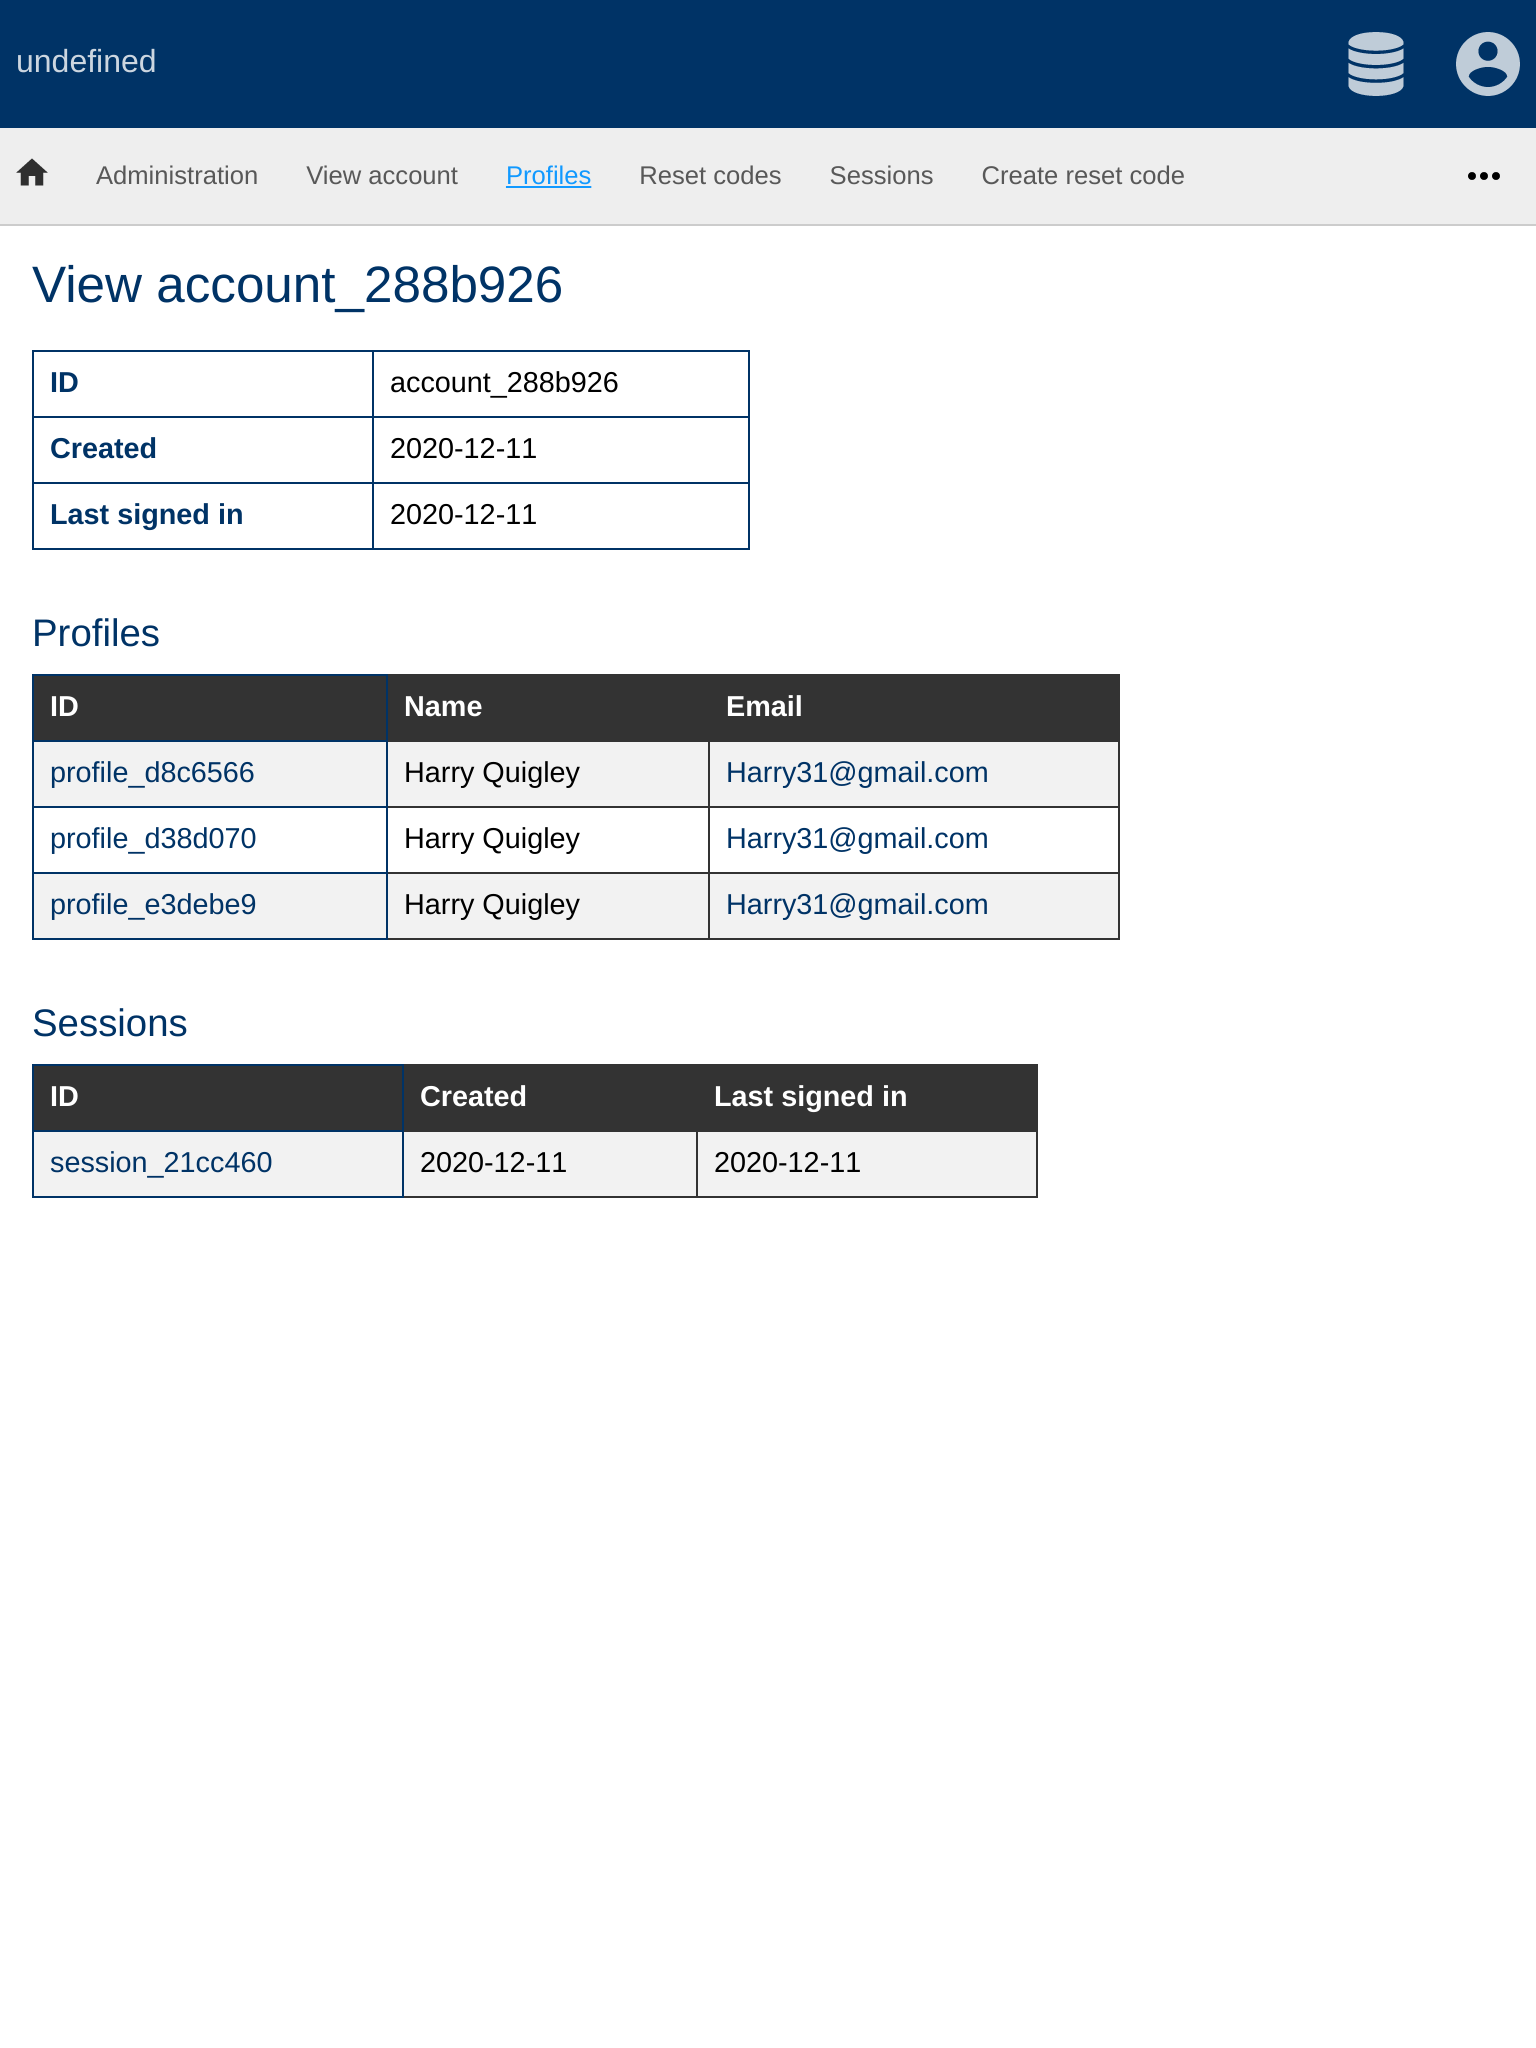 undefined
Administration View account Profiles Reset codes Sessions Create reset code
View account_288b926
ID account_288b926
Created 2020-12-11
Last signed in 2020-12-11
Profiles
ID Name Email
profile_d8c6566 Harry Quigley Harry31@gmail.com
profile_d38d070 Harry Quigley Harry31@gmail.com
profile_e3debe9 Harry Quigley Harry31@gmail.com
Sessions
ID Created Last signed in
session_21cc460 2020-12-11 2020-12-11